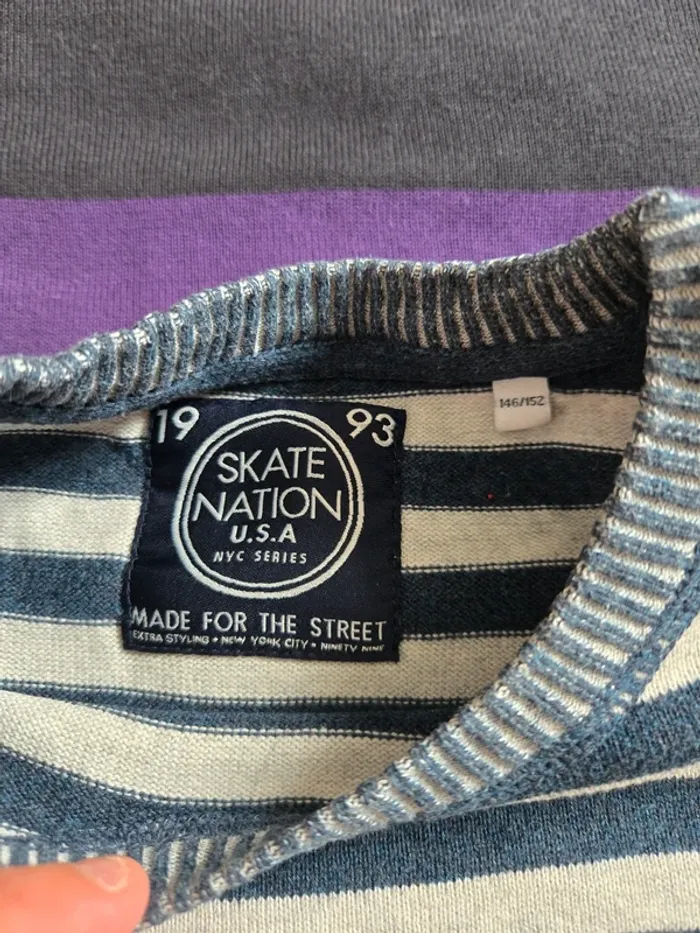 19 93
146/152
SKATE
NATION
U.S.A
NYC SERIES
MADE FOR THE STREET
EXTRA STYLING • NEW YORK CITY • NINETY NINE